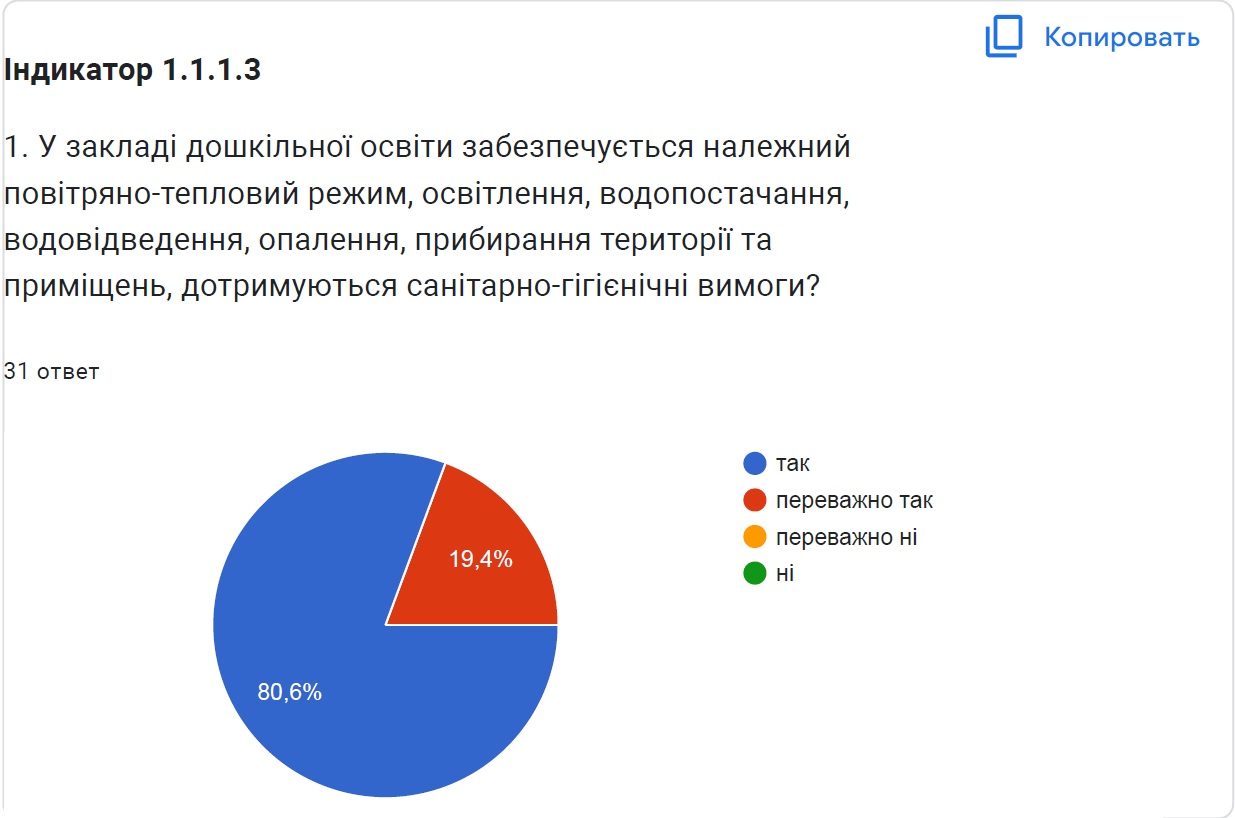 Копировать
Індикатор 1.1.1.3
1. У закладі дошкільної освіти забезпечується належний
повітряно-тепловий режим, освітлення, водопостачання,
водовідведення, опалення, прибирання території та
приміщень, дотримуються санітарно-гігієнічні вимоги?
31 ответ
так
переважно так
переважно ні
ні
19,4%
80,6%